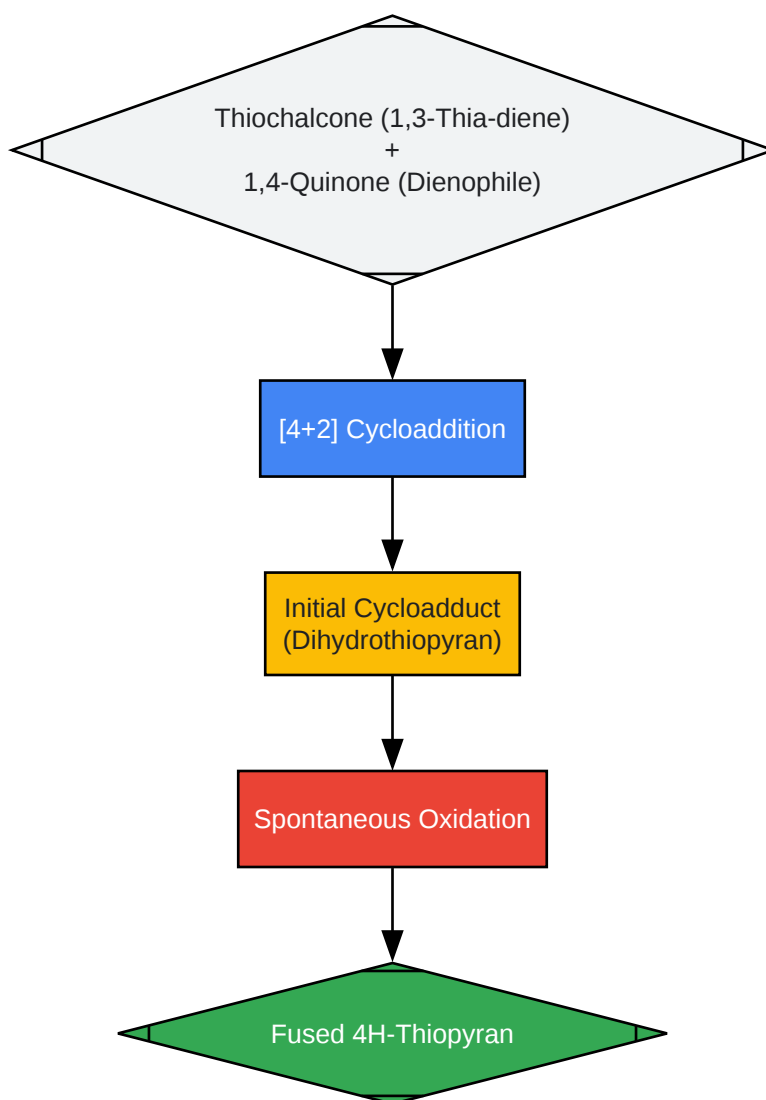 Thiochalcone (1,3-Thia-diene)
+
1,4-Quinone (Dienophile)
[4+2] Cycloaddition
Initial Cycloadduct
(Dihydrothiopyran)
Spontaneous Oxidation
Fused 4H-Thiopyran